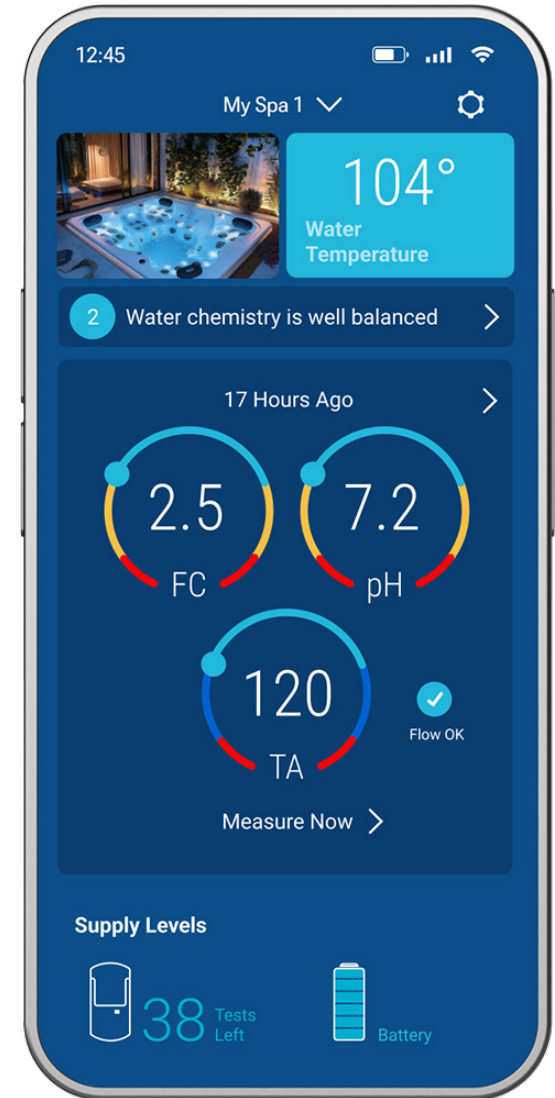 12:45
My Spa 1
104°
Water
Temperature
2 Water chemistry is well balanced
17 Hours Ago
2.5
FC
7.2
pH
120
TA
Flow OK
Measure Now
Supply Levels
38 Tests
Left
Battery